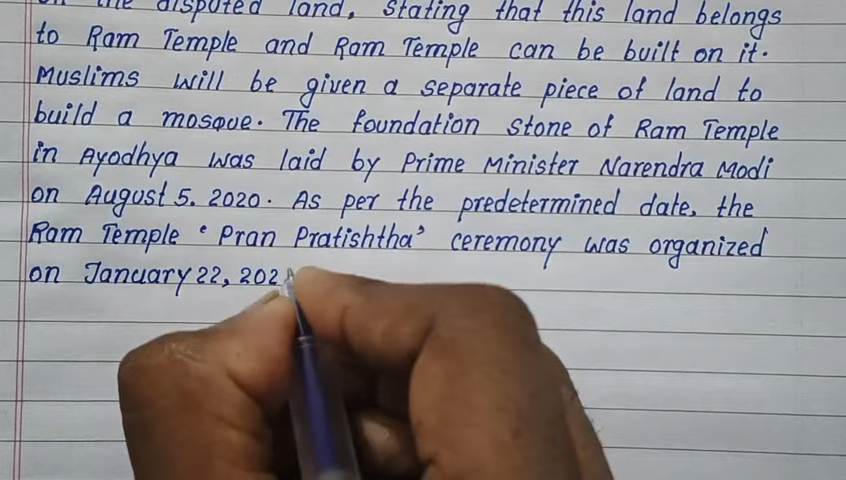 the disputed land, stating that this land belongs
to Ram Temple and Ram Temple can be built on it.
Muslims will be given a separate piece of land to
build a mosque. The foundation stone of Ram Temple
in Ayodhya was laid by Prime Minister Narendra Modi
on August 5. 2020. As per the predetermined date, the
Ram Temple ‘Pran Pratishtha’ ceremony was organized
on January 22, 202